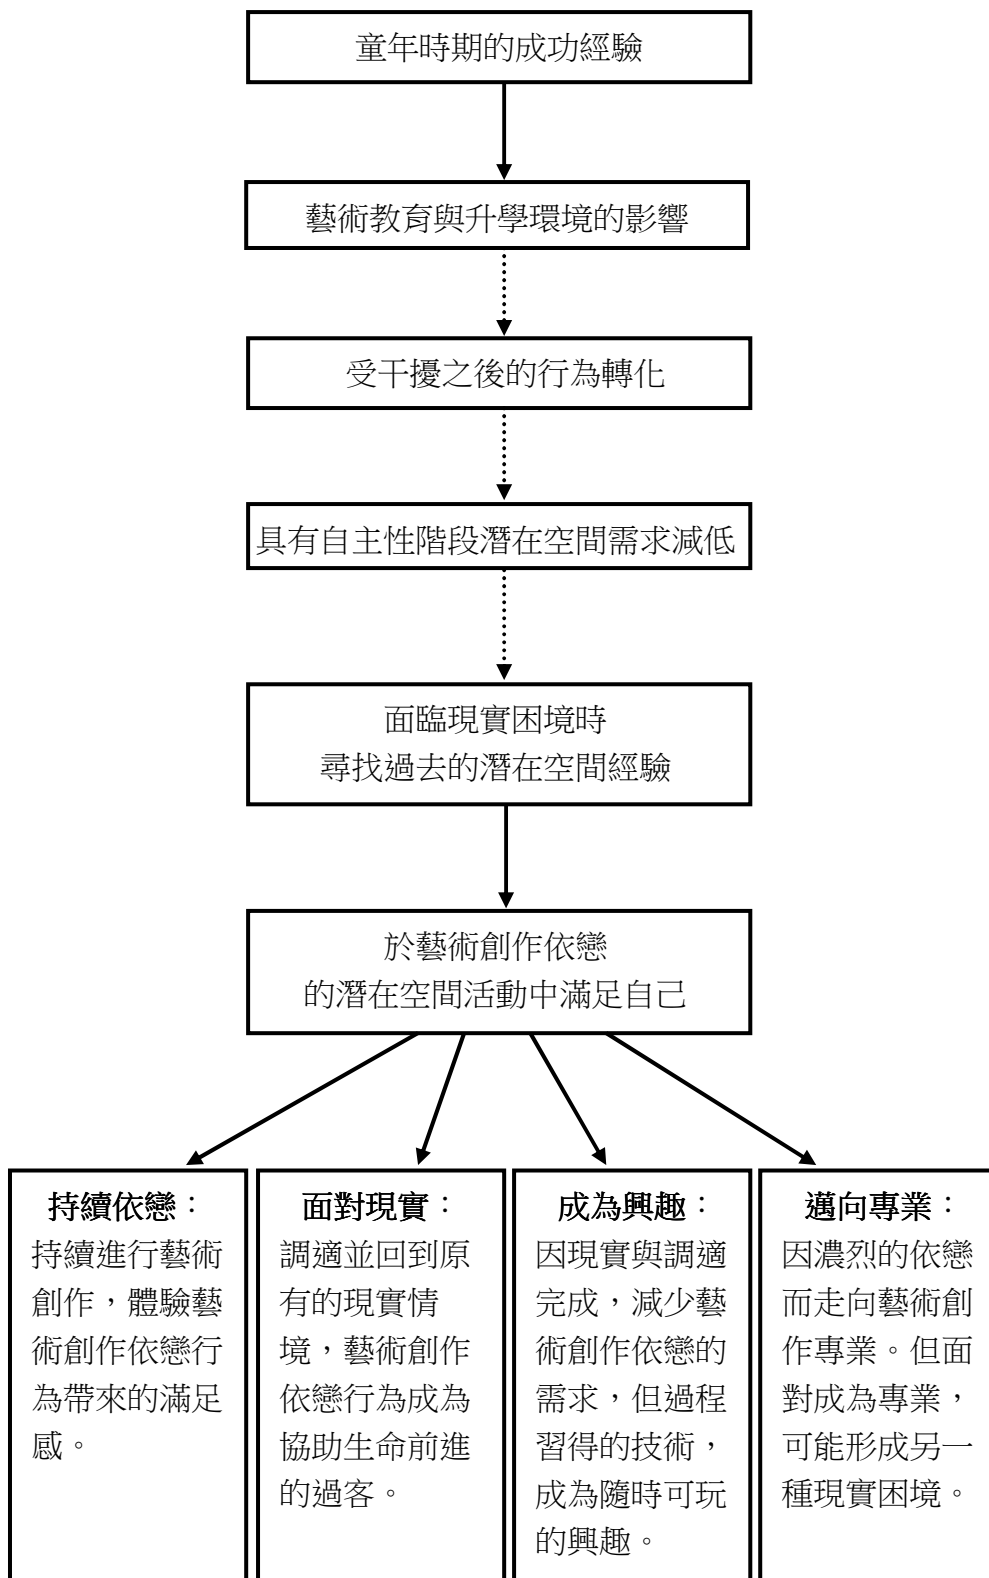 童年時期的成功經驗
藝術教育與升學環境的影響
受干擾之後的行為轉化
具有自主性階段潛在空間需求減低
面臨現實困境時
尋找過去的潛在空間經驗
於藝術創作依戀
的潛在空間活動中滿足自己
持續依戀：
持續進行藝術
創作，體驗藝
術創作依戀行
為帶來的滿足
感。
面對現實：
調適並回到原
有的現實情
境，藝術創作
依戀行為成為
協助生命前進
的過客。
成為興趣：
因現實與調適
完成，減少藝
術創作依戀的
需求，但過程
習得的技術，
成為隨時可玩
的興趣。
邁向專業：
因濃烈的依戀
而走向藝術創
作專業。但面
對成為專業，
可能形成另一
種現實困境。